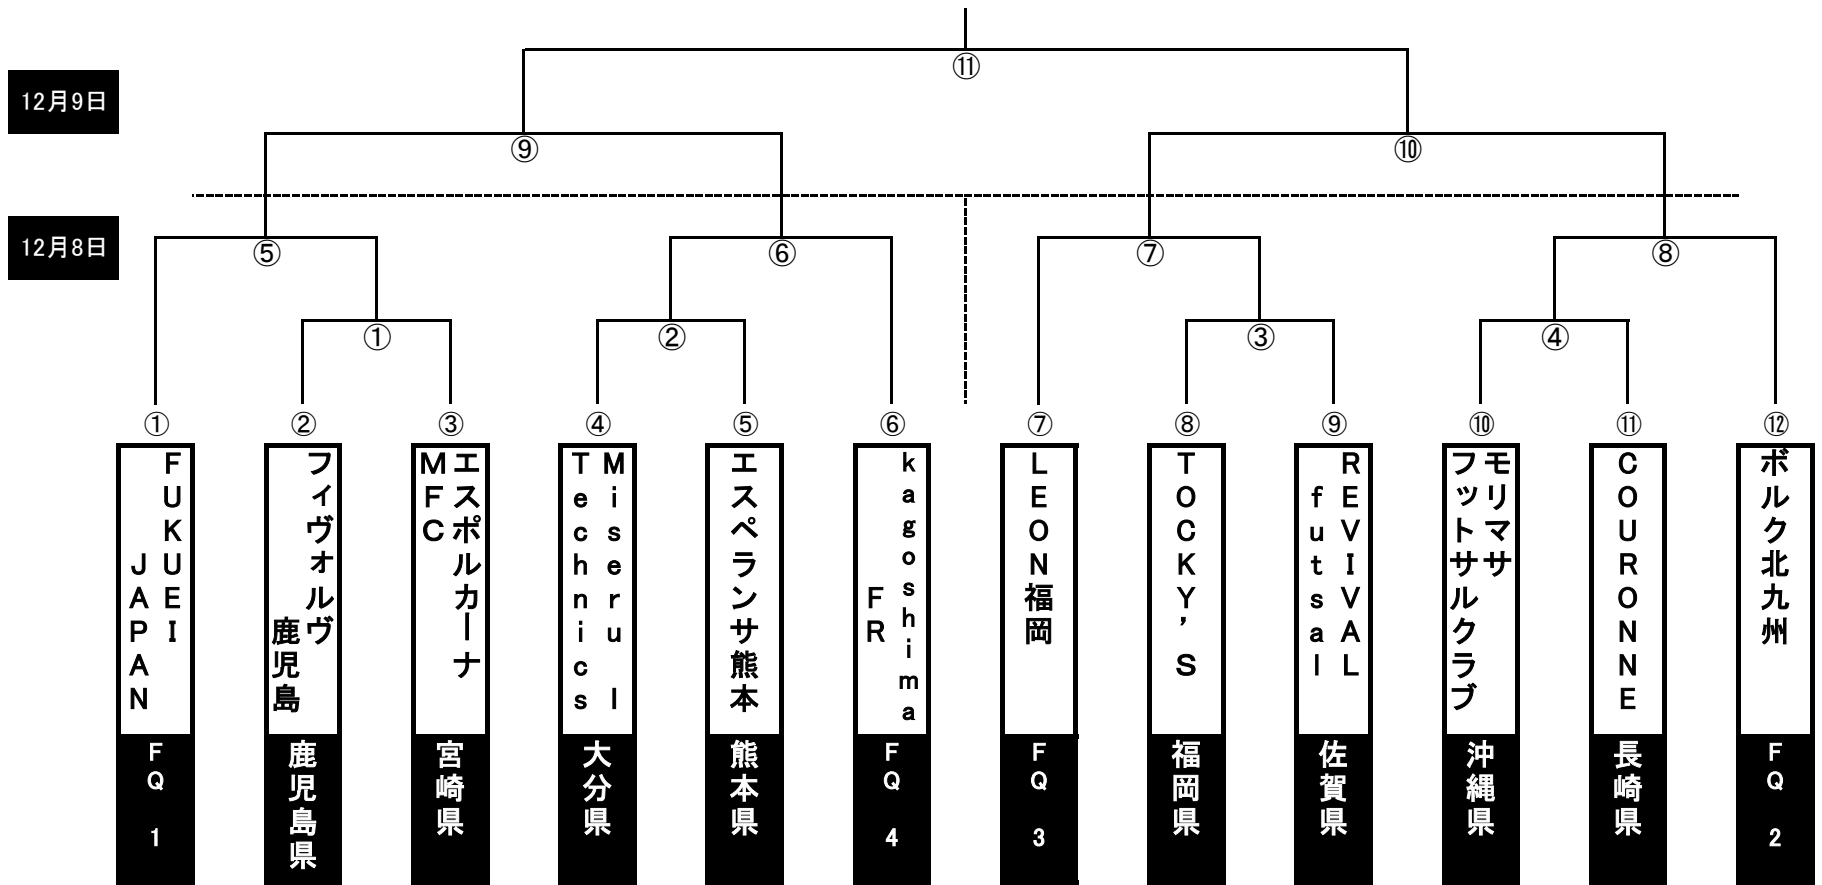 ⑪
12月9日
⑨
⑩
12月8日
⑤
⑥
⑦
⑧
①
②
③
④
①
②
③
④
⑤
⑥
⑦
⑧
⑨
⑩
⑪
⑫
FUKUEI
JAPAN
フィヴォルヴ
鹿児島
エスポルカーナ
MFC
Miseru I
Technics
エスペランサ熊本
kagoshima
FR
LEON福岡
TOCKY’S
REVIVAL
futsal
モリマサ
フットサルクラブ
COURONNE
ボルク北九州
FQ 1
鹿児島県
宮崎県
大分県
熊本県
FQ 4
FQ 3
福岡県
佐賀県
沖縄県
長崎県
FQ 2